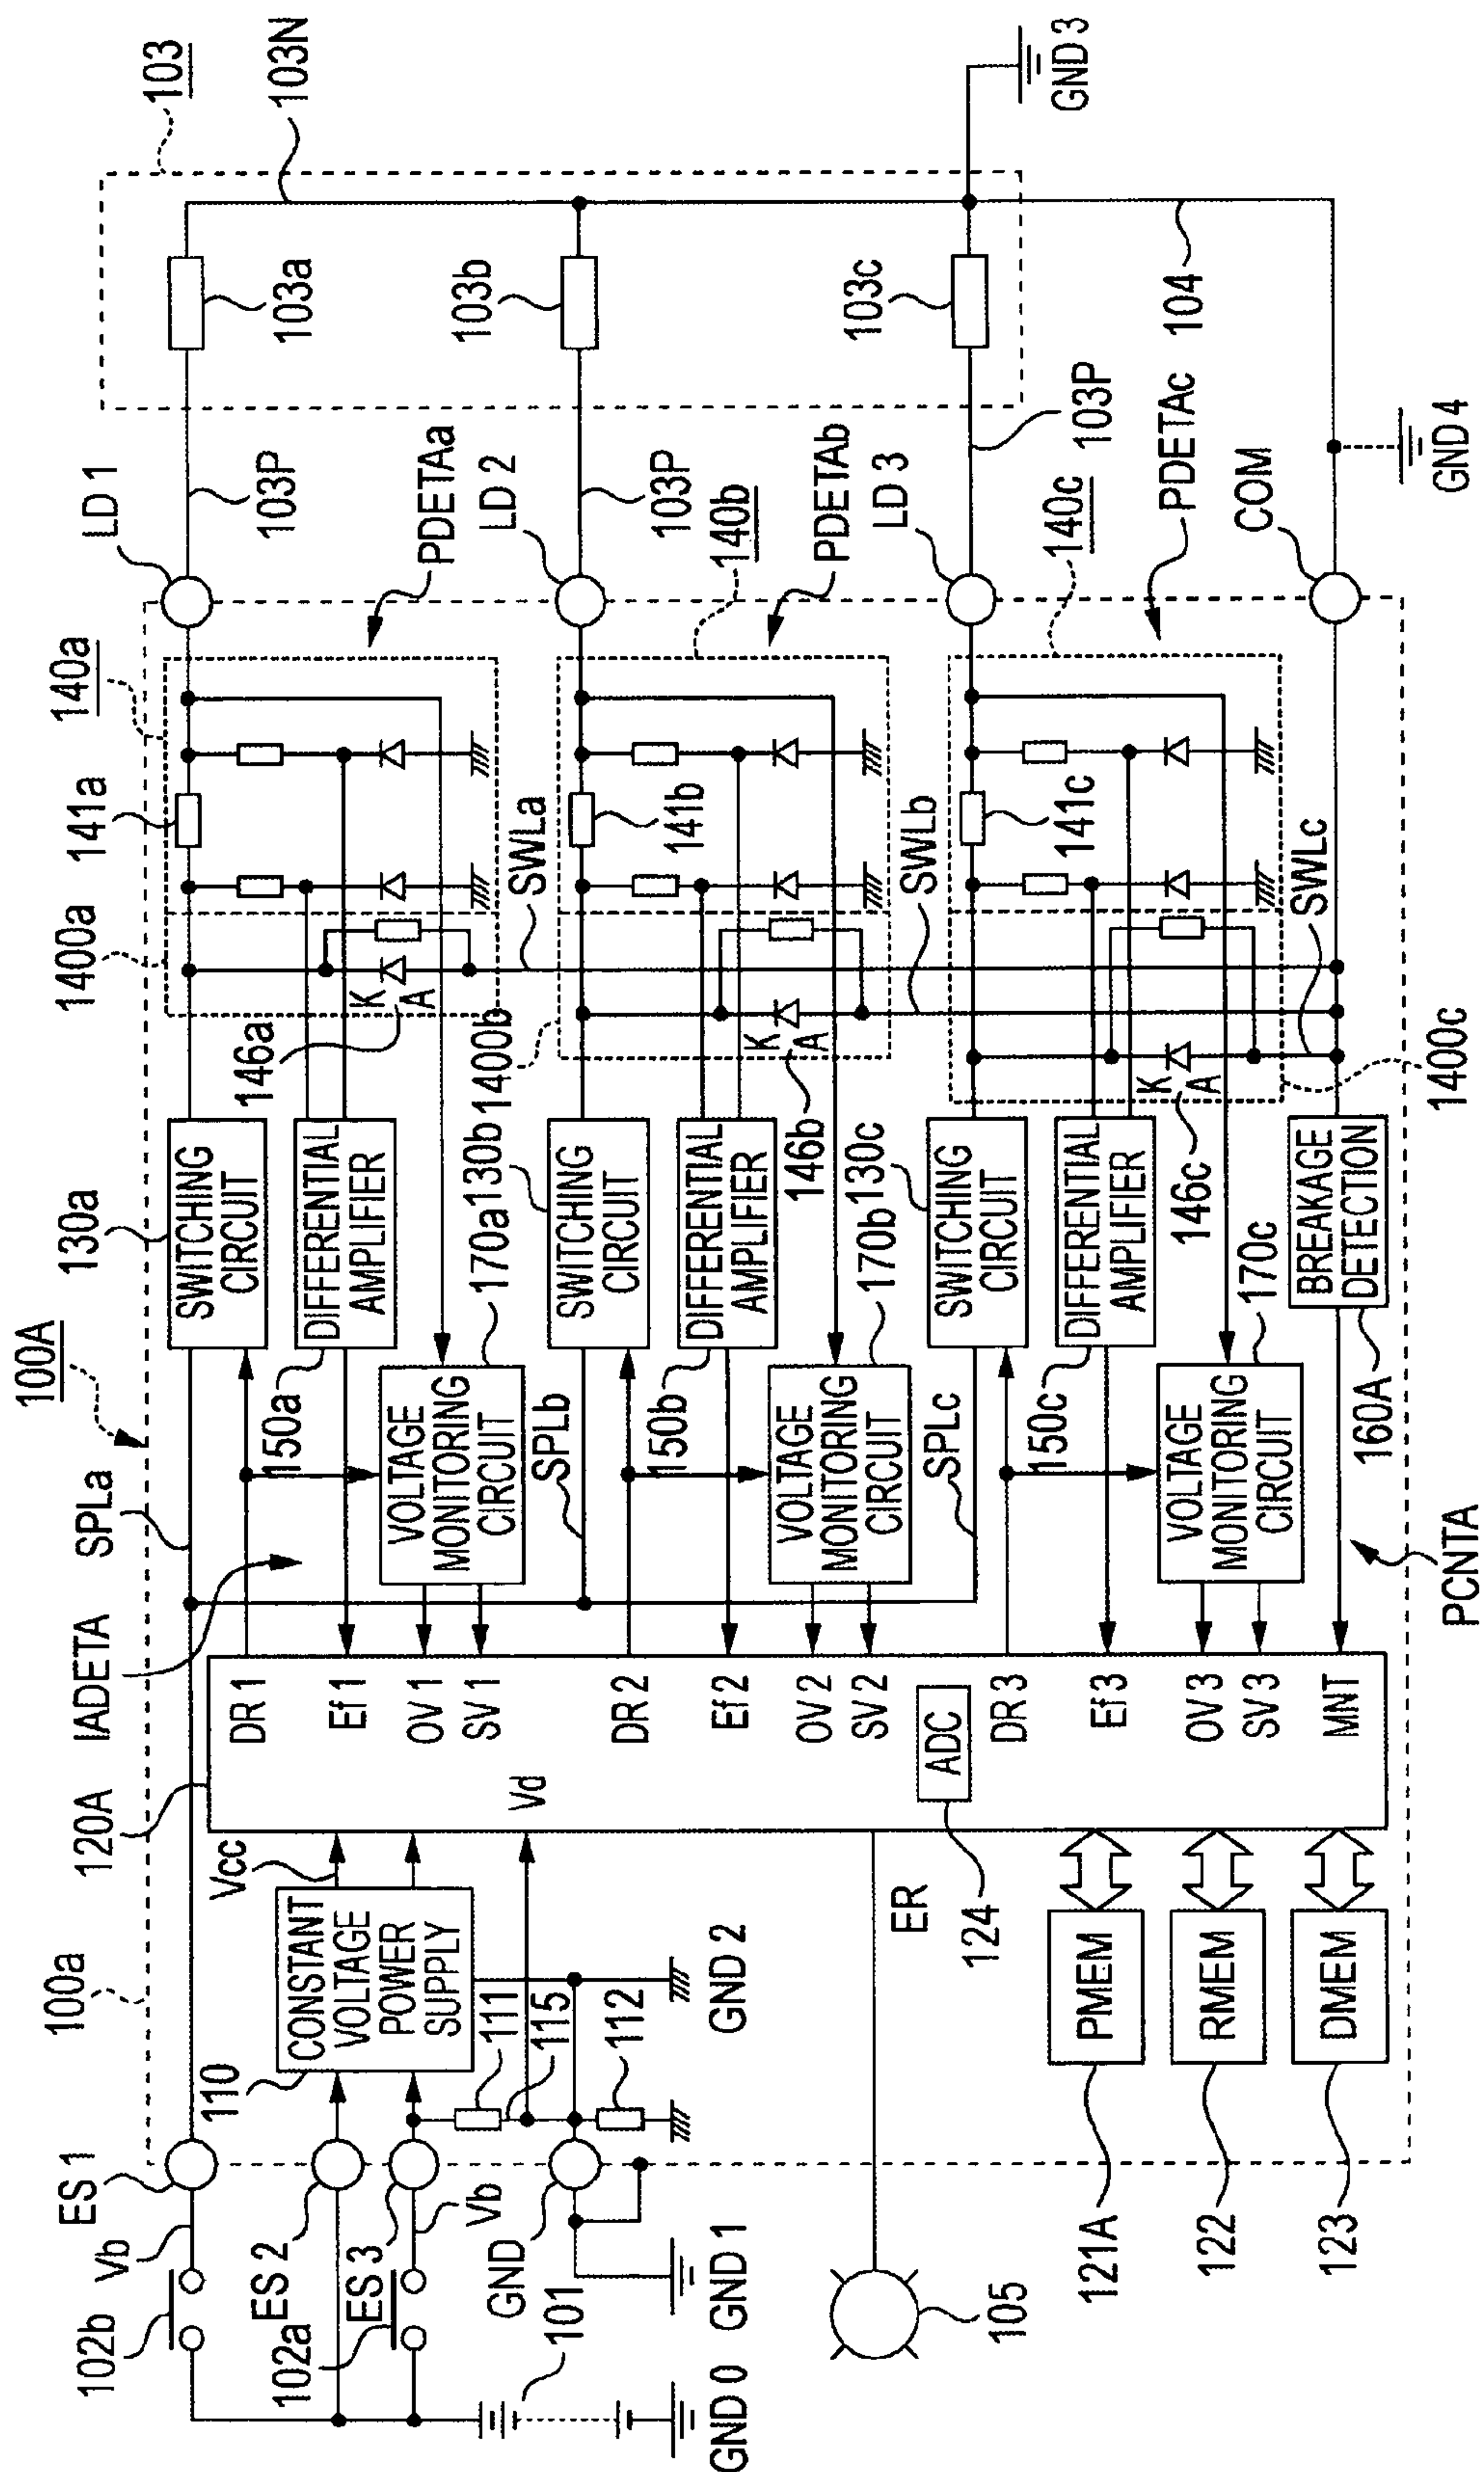 100A
100a
SPLa
130a
1400a
141a
140a
LD 1
103
103N
103P
103a
PDETAa
ES 1
Vb
102b
110
CONSTANT
VOLTAGE
POWER
SUPPLY
Vcc
120A
IADETA
DR 1
Ef 1
OV 1
SV 1
150a
SWITCHING
CIRCUIT
DIFFERENTIAL
AMPLIFIER
VOLTAGE
MONITORING
CIRCUIT
170a
146a
K
A
SWLa
ES 2
ES 3
102a
Vb
GND
111
115
112
GND 2
GND 1
101
GND 0
Vd
SPLb
130b
1400b
141b
140b
LD 2
103P
103b
PDETAb
DR 2
Ef 2
OV 2
SV 2
150b
SWITCHING
CIRCUIT
DIFFERENTIAL
AMPLIFIER
VOLTAGE
MONITORING
CIRCUIT
170b
146b
K
A
SWLb
105
ER
ADC
124
SPLc
130c
141c
140c
LD 3
103P
103c
GND 3
PDETAc
DR 3
Ef 3
OV 3
SV 3
MNT
150c
SWITCHING
CIRCUIT
DIFFERENTIAL
AMPLIFIER
VOLTAGE
MONITORING
CIRCUIT
170c
146c
K
A
SWLc
1400c
COM
104
GND 4
BREAKAGE
DETECTION
160A
PCNTA
PMEM
RMEM
DMEM
121A
122
123